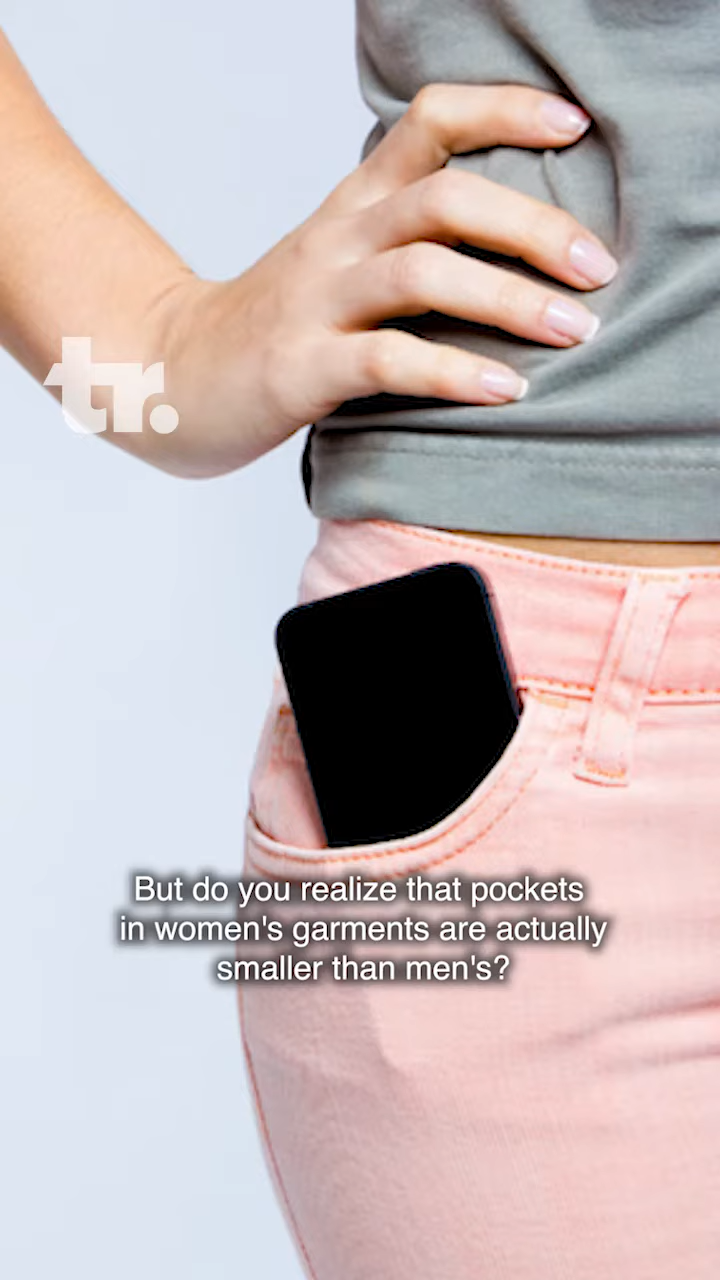 tr.
But do you realize that pockets
in women's garments are actually
smaller than men's?